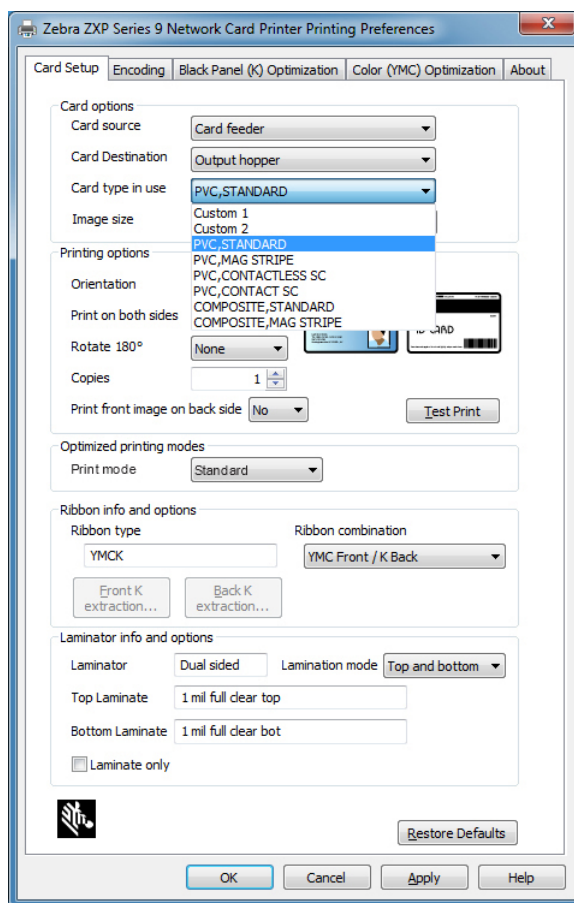 Zebra ZXP Series 9 Network Card Printer Printing Preferences
Card Setup Encoding Black Panel (K) Optimization Color (YMC) Optimization About
Card options
Card source Card feeder
Card Destination Output hopper
Card type in use PVC,STANDARD
Image size
Custom 1
Custom 2
PVC,STANDARD
PVC,MAG STRIPE
PVC,CONTACTLESS SC
PVC,CONTACT SC
COMPOSITE,STANDARD
COMPOSITE,MAG STRIPE
Printing options
Orientation
Print on both sides
ID CARD
Rotate 180° None
Copies 1
Print front image on back side No Test Print
Optimized printing modes
Print mode Standard
Ribbon info and options
Ribbon type Ribbon combination
YMCK YMC Front / K Back
Front K extraction... Back K extraction...
Laminator info and options
Laminator Dual sided Lamination mode Top and bottom
Top Laminate 1 mil full clear top
Bottom Laminate 1 mil full clear bot
Laminate only
Restore Defaults
OK Cancel Apply Help